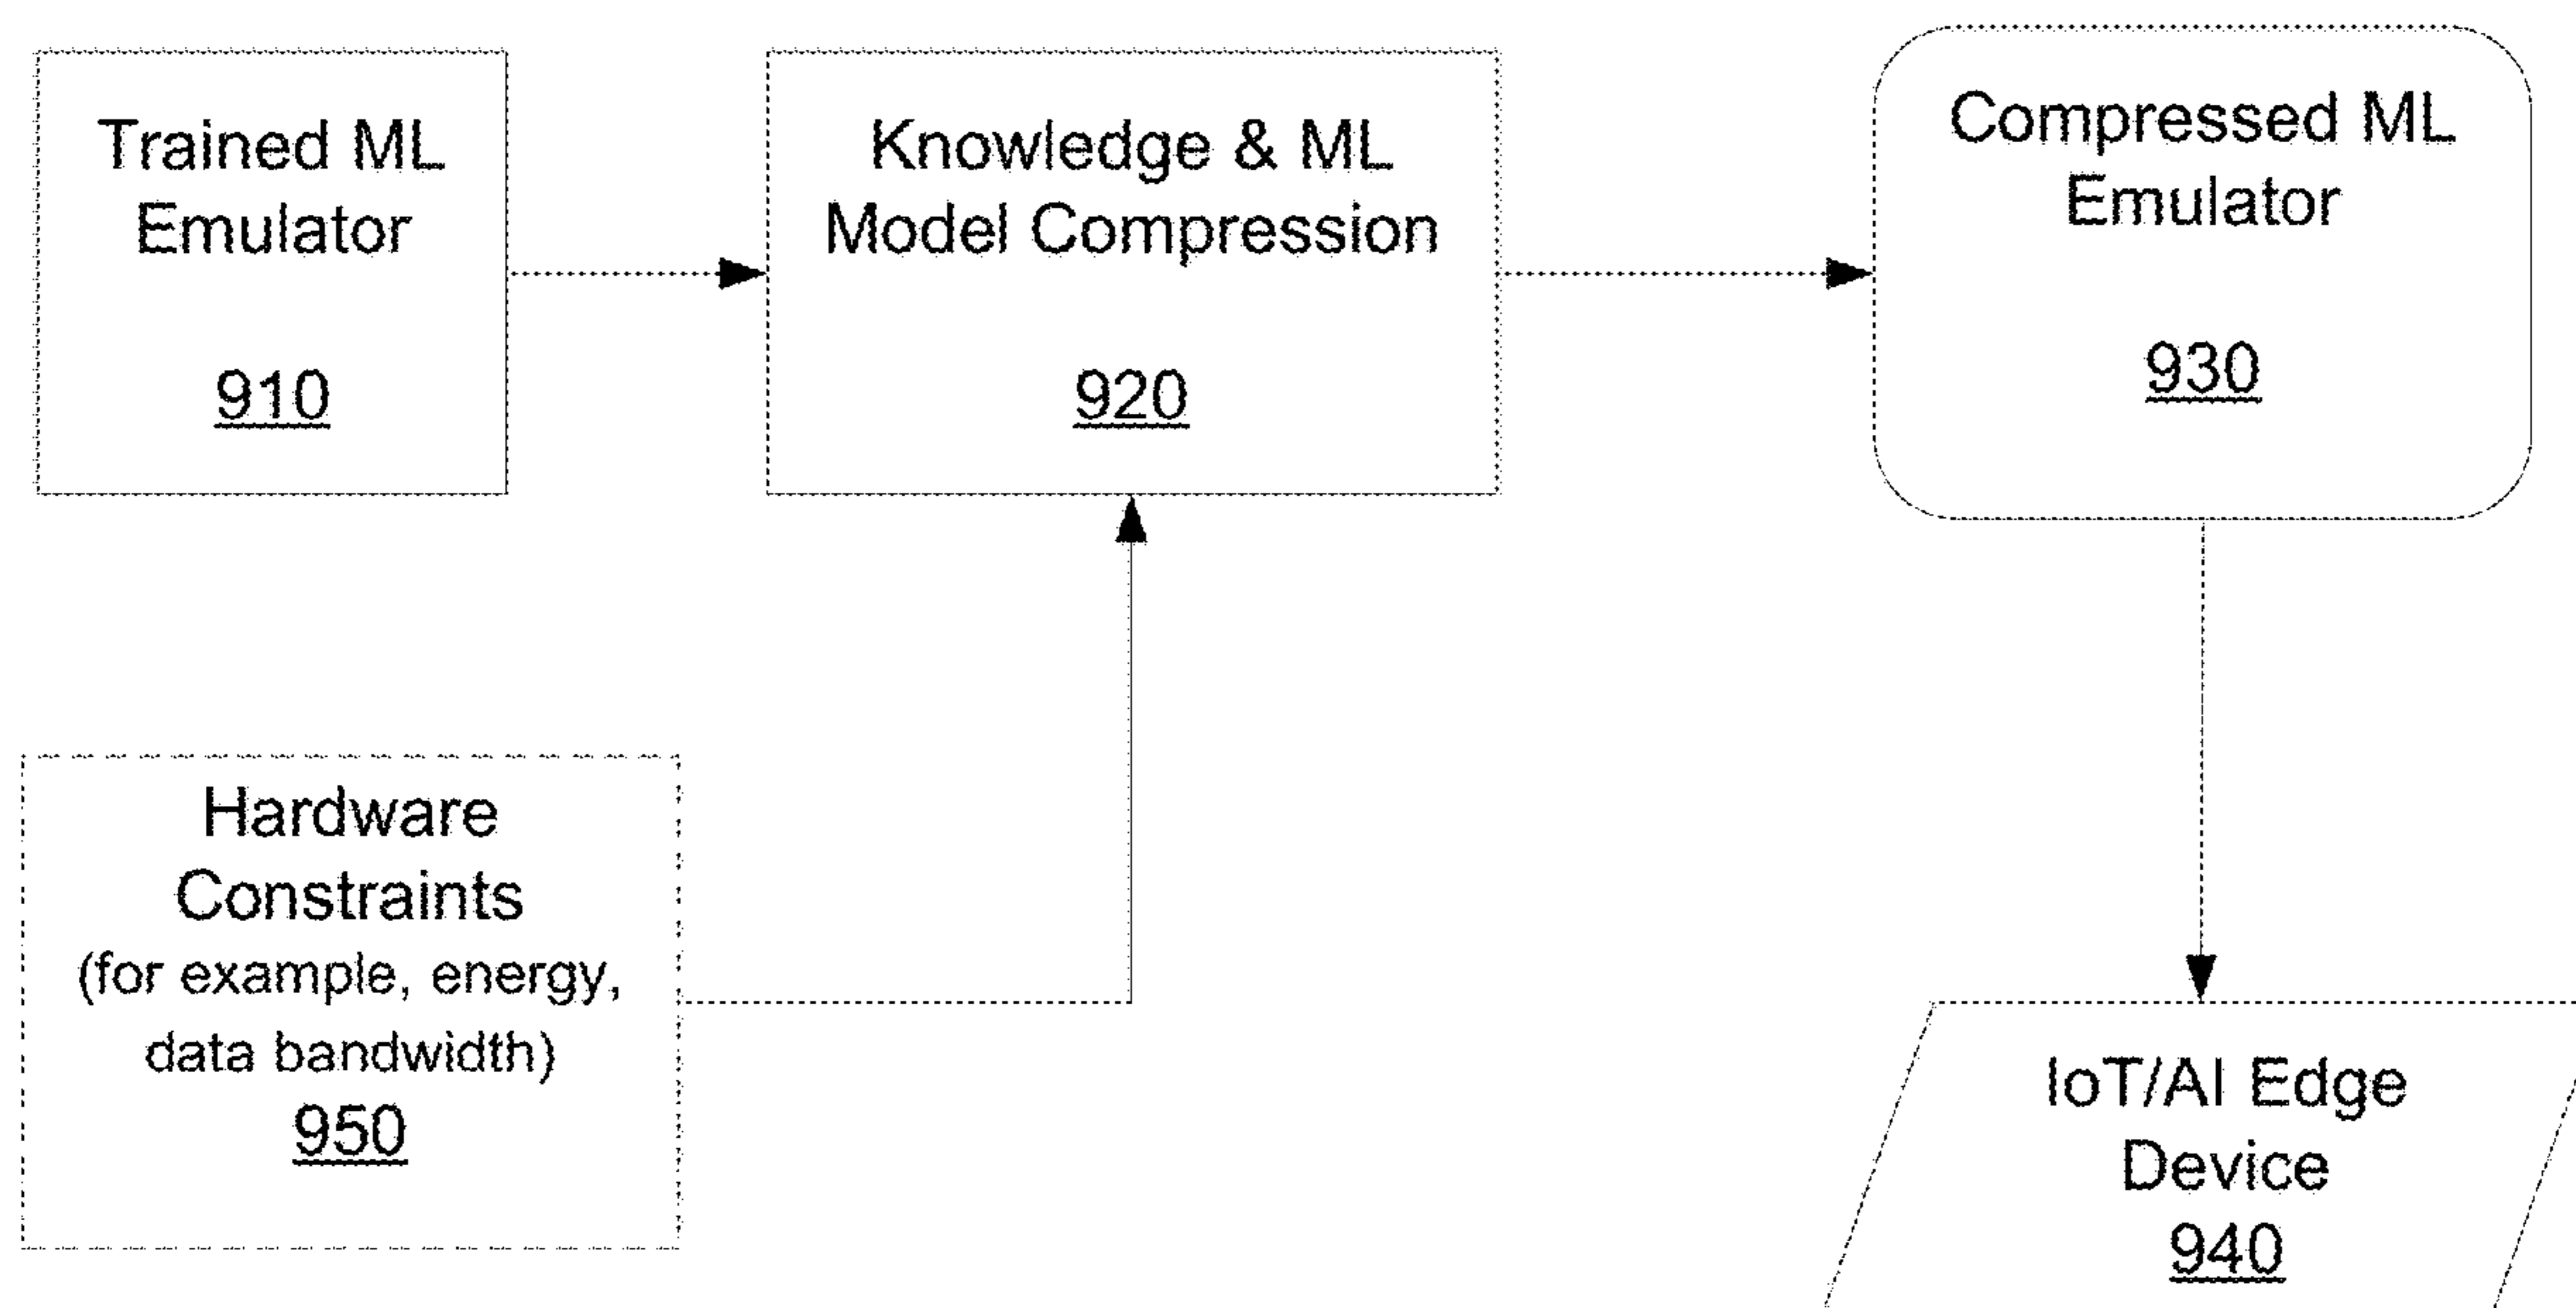 Trained ML
Emulator
910
Knowledge & ML
Model Compression
920
Compressed ML
Emulator
930
Hardware
Constraints
(for example, energy,
data bandwidth)
950
IoT/AI Edge
Device
940